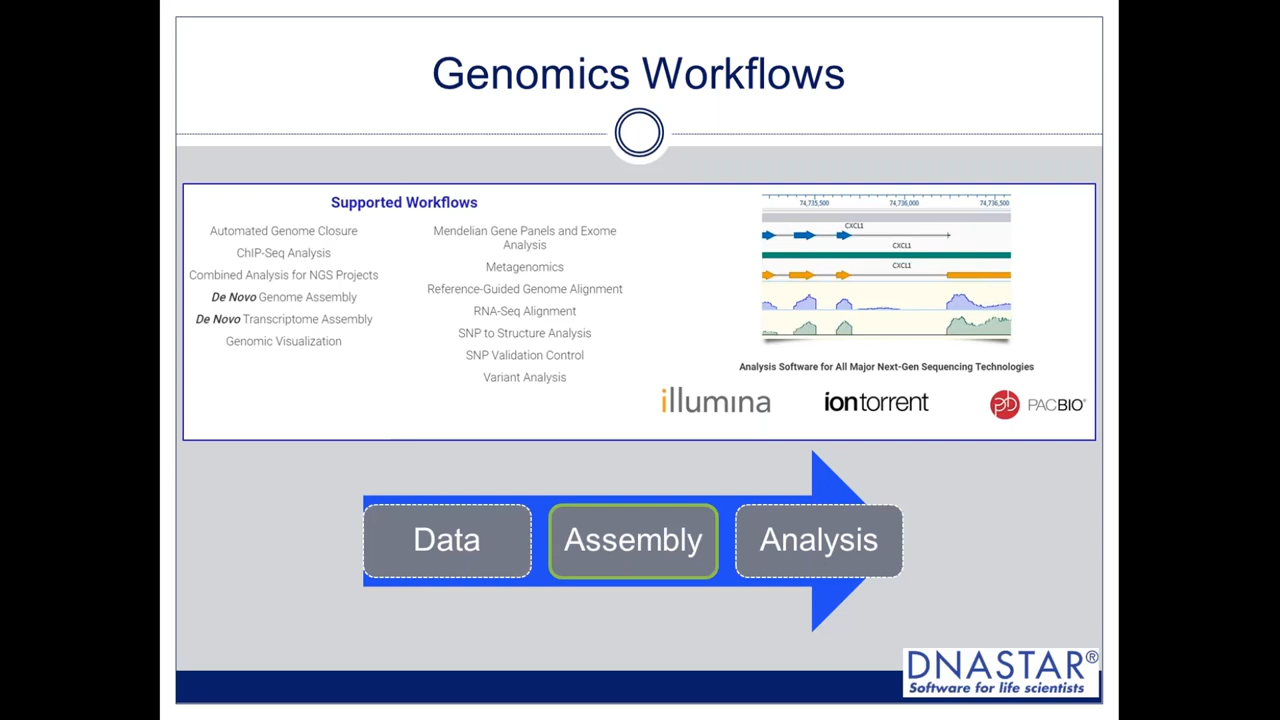 Genomics Workflows
Supported Workflows
Automated Genome Closure
ChIP-Seq Analysis
Combined Analysis for NGS Projects
De Novo Genome Assembly
De Novo Transcriptome Assembly
Genomic Visualization
Mendelian Gene Panels and Exome
Analysis
Metagenomics
Reference-Guided Genome Alignment
RNA-Seq Alignment
SNP to Structure Analysis
SNP Validation Control
Variant Analysis
74,735,500 74,736,000 74,736,500
CXCL1
CXCL1
CXCL1
Analysis Software for All Major Next-Gen Sequencing Technologies
illumina iontorrent pb PACBIO®
Data Assembly Analysis
DNASTAR®
Software for life scientists